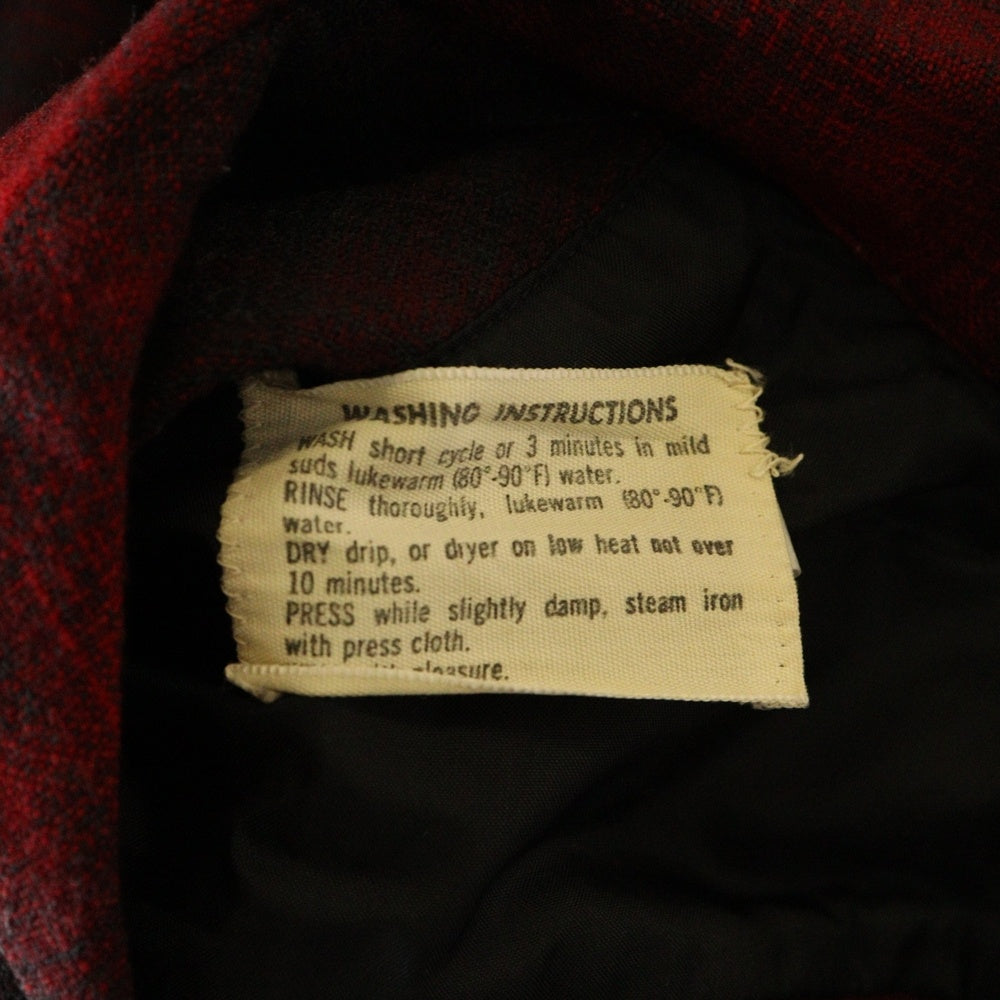 WASHING INSTRUCTIONS
WASH short cycle or 3 minutes in mild
suds lukewarm (80°-90°F) water.
RINSE thoroughly, lukewarm (80°-90°F)
water.
DRY drip, or dryer on low heat not over
10 minutes.
PRESS while slightly damp, steam iron
with press cloth.
pleasure.